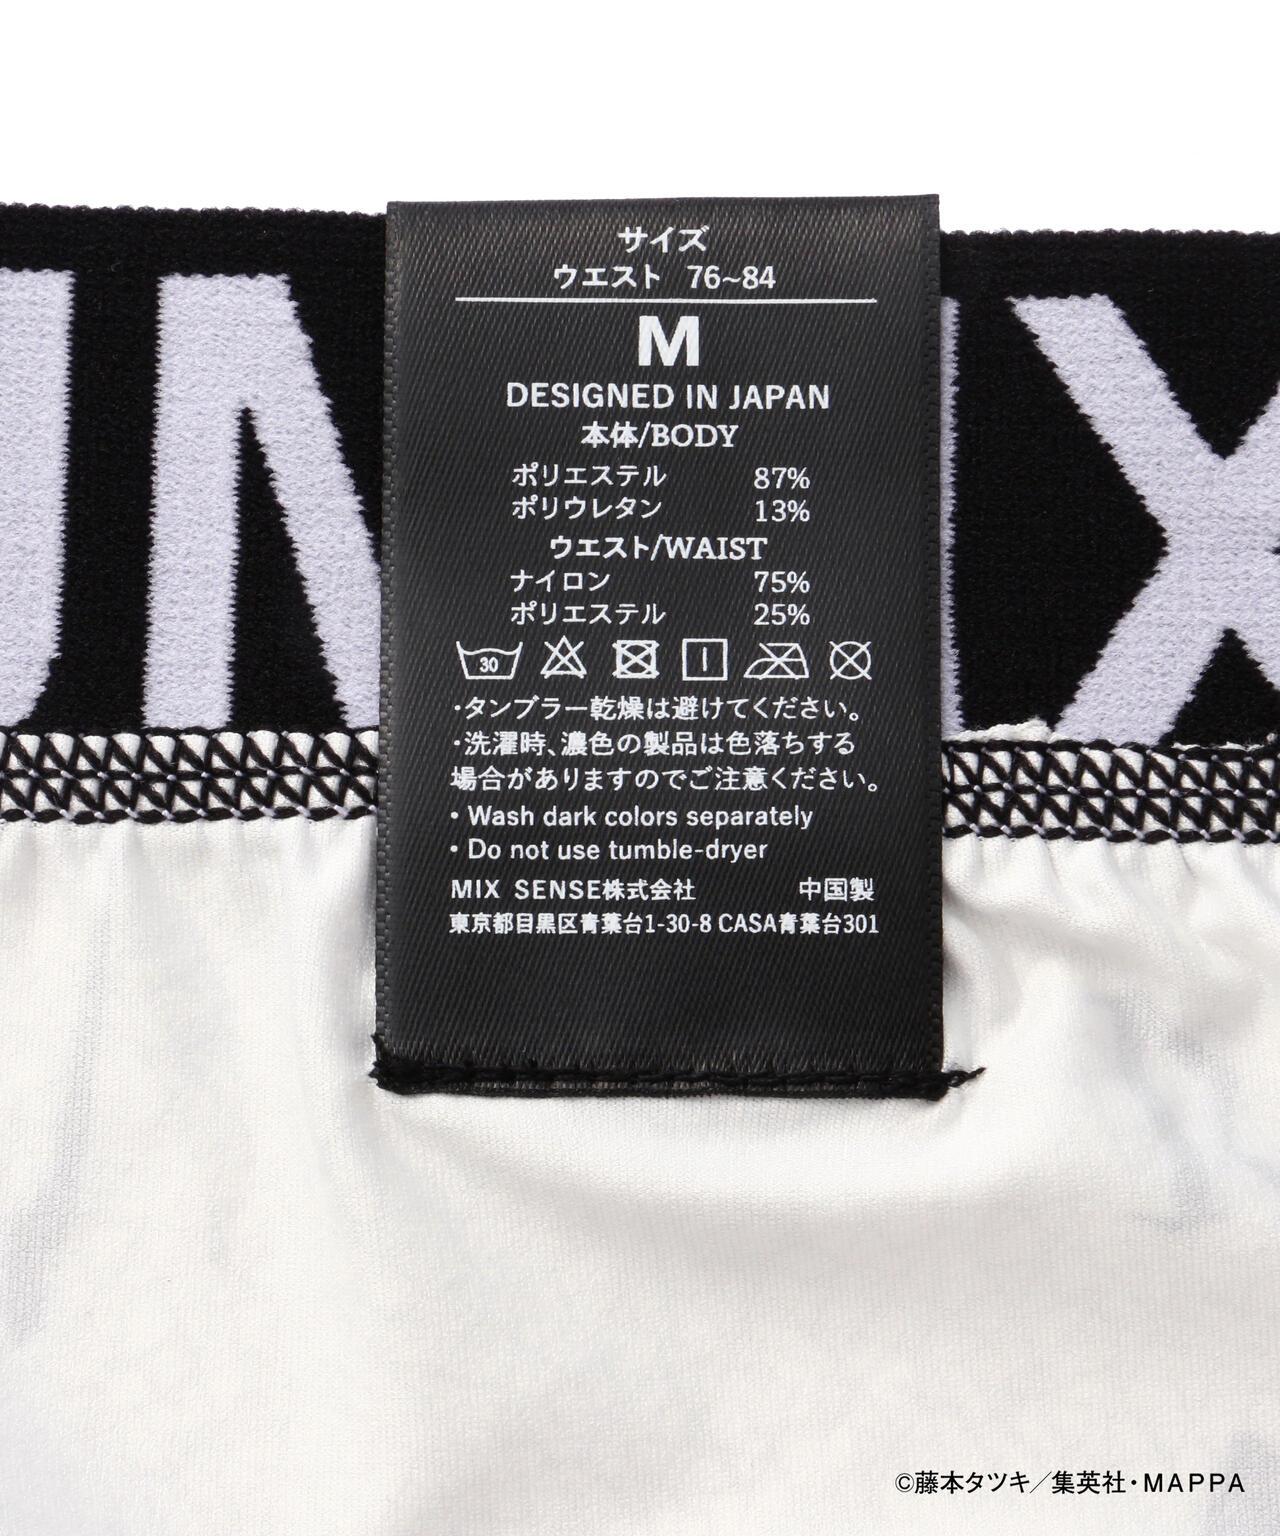 サイズ
ウエスト 76~84
M
DESIGNED IN JAPAN
本体/BODY
ポリエステル 87%
ポリウレタン 13%
ウエスト/WAIST
ナイロン 75%
ポリエステル 25%
30
・タンブラー乾燥は避けてください。
・洗濯時、濃色の製品は色落ちする
場合がありますのでご注意ください。
• Wash dark colors separately
• Do not use tumble-dryer
MIX SENSE株式会社 中国製
東京都目黒区青葉台1-30-8 CASA青葉台301
©藤本タツキ／集英社・MAPPA